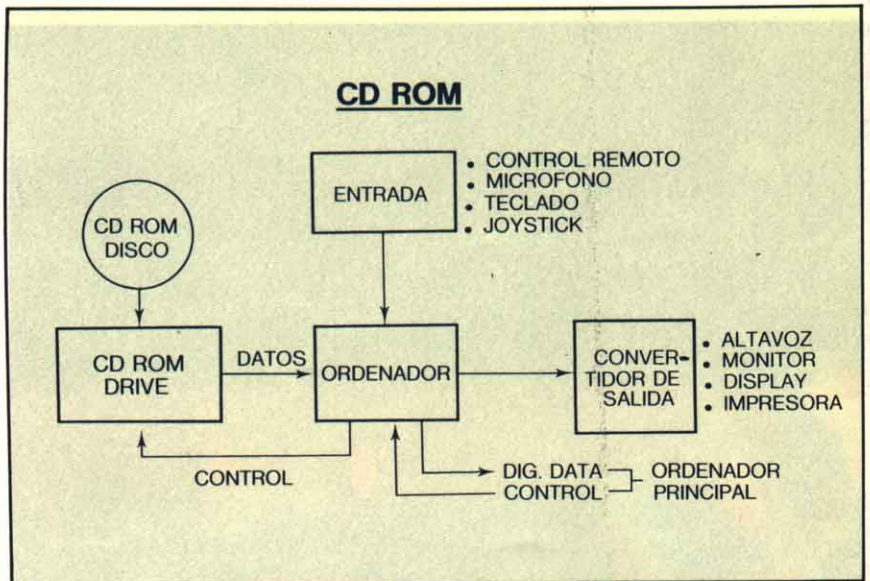 CD ROM
ENTRADA
• CONTROL REMOTO
• MICROFONO
• TECLADO
• JOYSTICK
CD ROM
DISCO
CD ROM
DRIVE
DATOS
ORDENADOR
CONVER-
TIDOR DE
SALIDA
• ALTAVOZ
• MONITOR
• DISPLAY
• IMPRESORA
CONTROL
DIG. DATA
CONTROL
ORDENADOR
PRINCIPAL